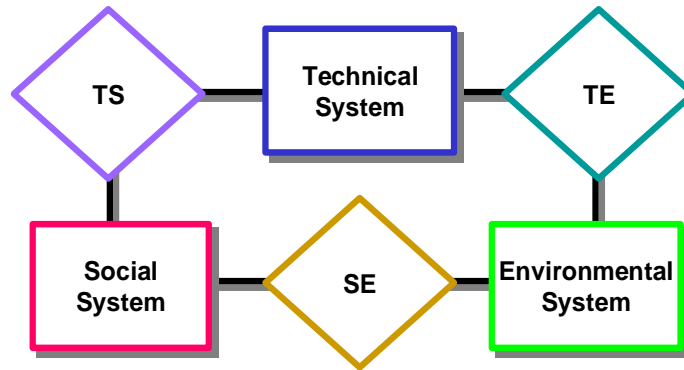 TS
Technical
System
TE
Social
System
SE
Environmental
System